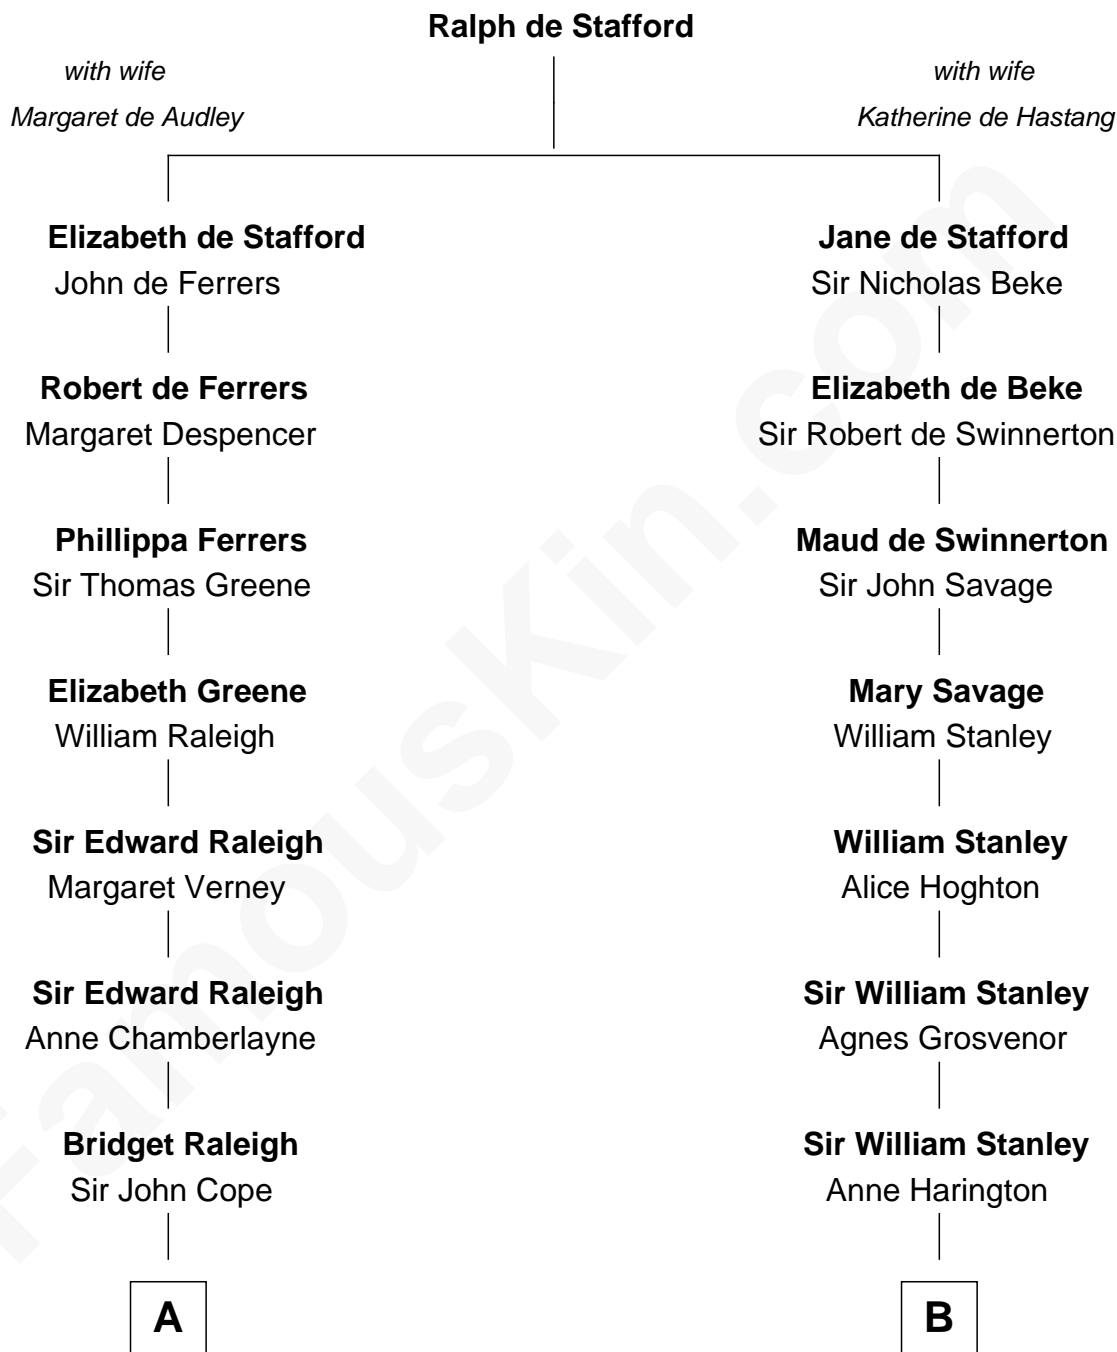 Ralph de Stafford
with wife
Margaret de Audley
with wife
Katherine de Hastang
Elizabeth de Stafford
John de Ferrers
Jane de Stafford
Sir Nicholas Beke
Robert de Ferrers
Margaret Despencer
Elizabeth de Beke
Sir Robert de Swinnerton
Phillippa Ferrers
Sir Thomas Greene
Maud de Swinnerton
Sir John Savage
Elizabeth Greene
William Raleigh
Mary Savage
William Stanley
Sir Edward Raleigh
Margaret Verney
William Stanley
Alice Hoghton
Sir Edward Raleigh
Anne Chamberlayne
Sir William Stanley
Agnes Grosvenor
Bridget Raleigh
Sir John Cope
Sir William Stanley
Anne Harington
A
B
FamousKin.com